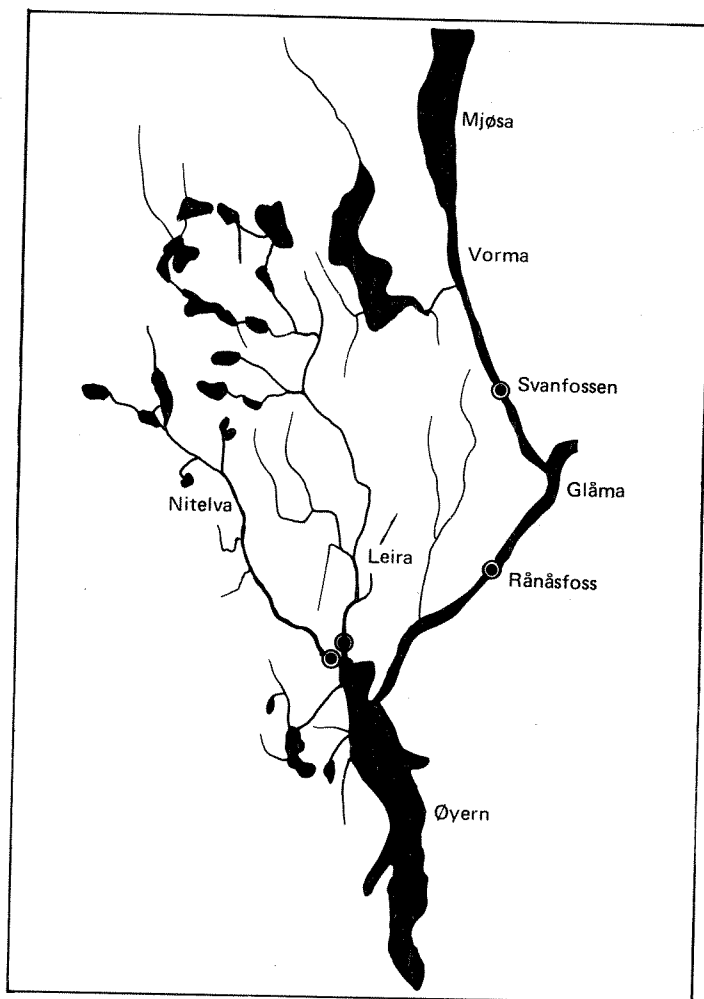 Mjøsa
Vorma
Svanfossen
Glåma
Nitelva
Leira
Rånåsfoss
Øyern